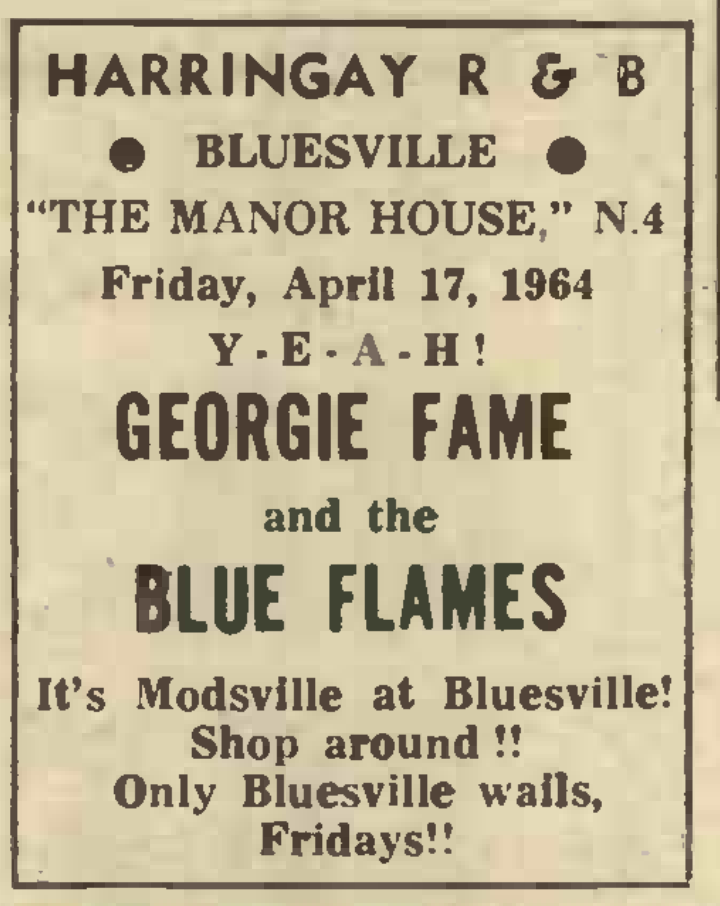 HARRINGAY R & B
● BLUESVILLE ●
“THE MANOR HOUSE,” N.4
Friday, April 17, 1964
Y - E - A - H !
GEORGIE FAME
and the
BLUE FLAMES
It’s Modsville at Bluesville!
Shop around !!
Only Bluesville wails,
Fridays!!